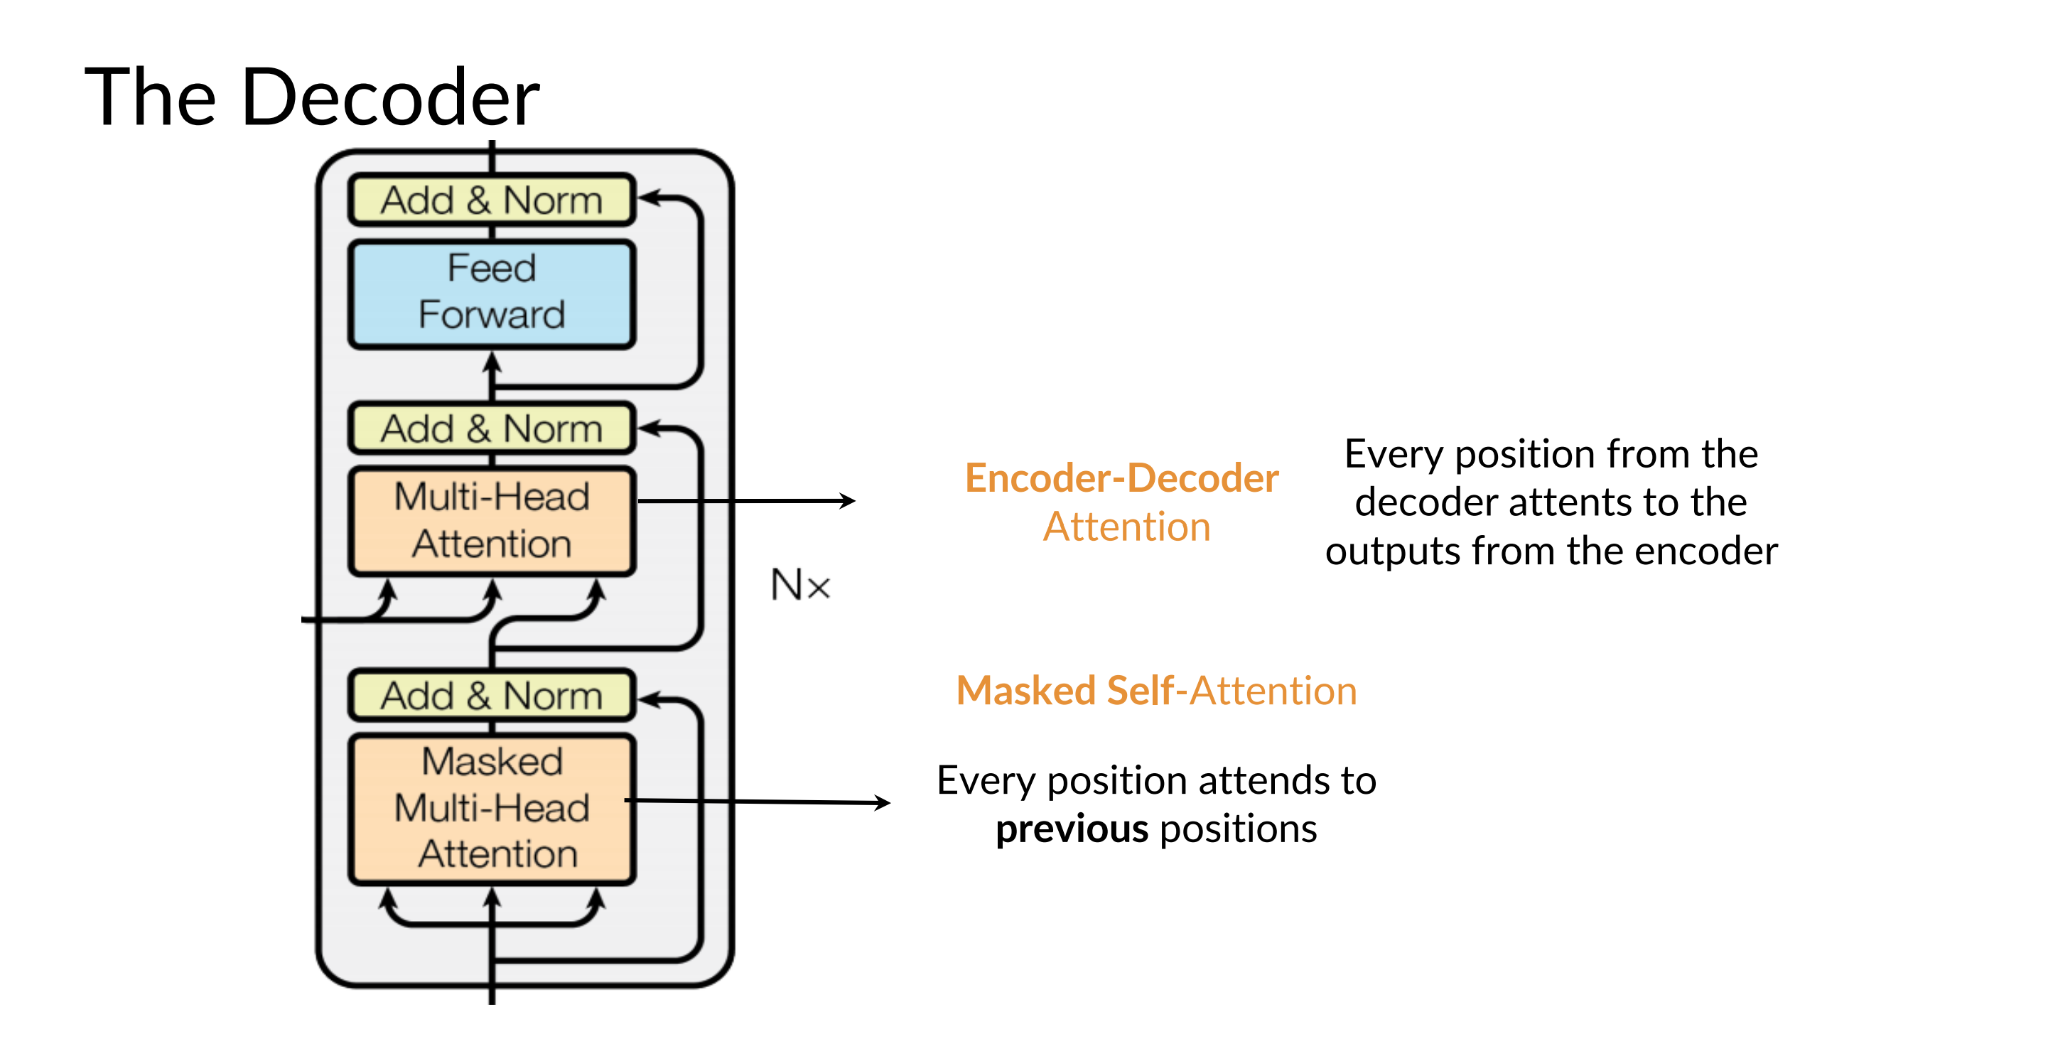 The Decoder
Add & Norm
Feed
Forward
Add & Norm
Multi-Head
Attention
Nx
Add & Norm
Masked
Multi-Head
Attention
Encoder-Decoder
Attention
Every position from the
decoder attents to the
outputs from the encoder
Masked Self-Attention
Every position attends to
previous positions